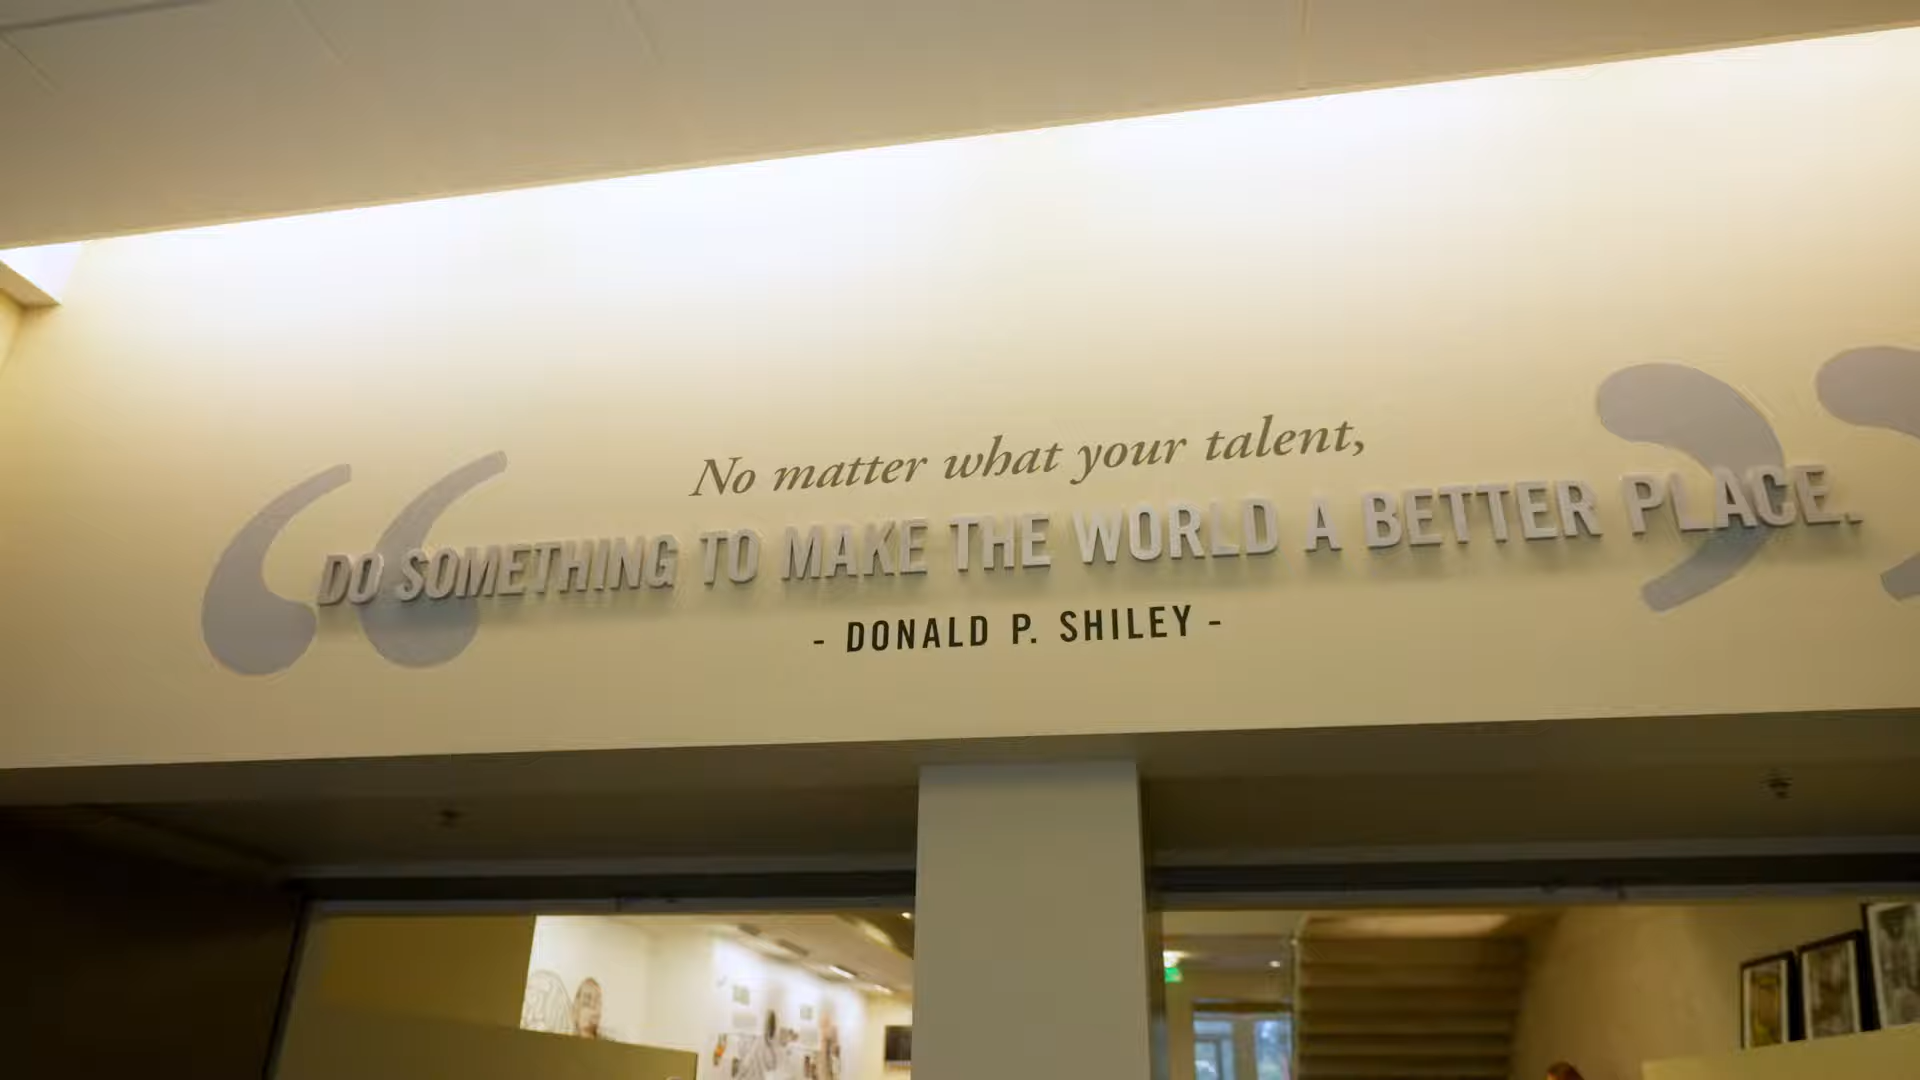 “ No matter what your talent, ”
DO SOMETHING TO MAKE THE WORLD A BETTER PLACE.
- DONALD P. SHILEY -